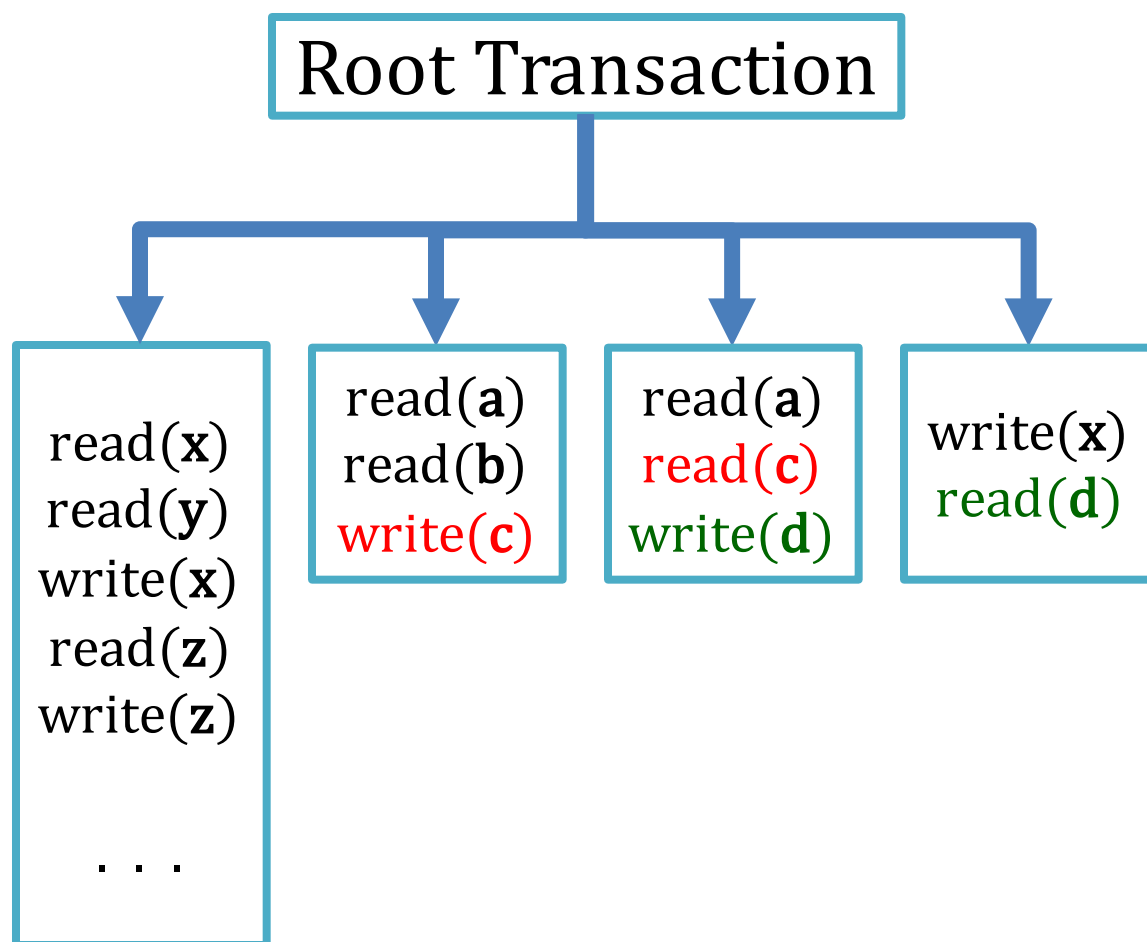 Root Transaction
read(x)
read(y)
write(x)
read(z)
write(z)
. . .
read(a)
read(b)
write(c)
read(a)
read(c)
write(d)
write(x)
read(d)